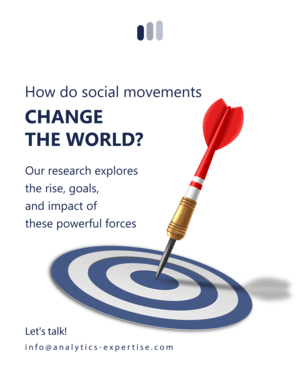 How do social movements
CHANGE
THE WORLD?
Our research explores
the rise, goals,
and impact of
these powerful forces
Let's talk!
info@analytics-expertise.com